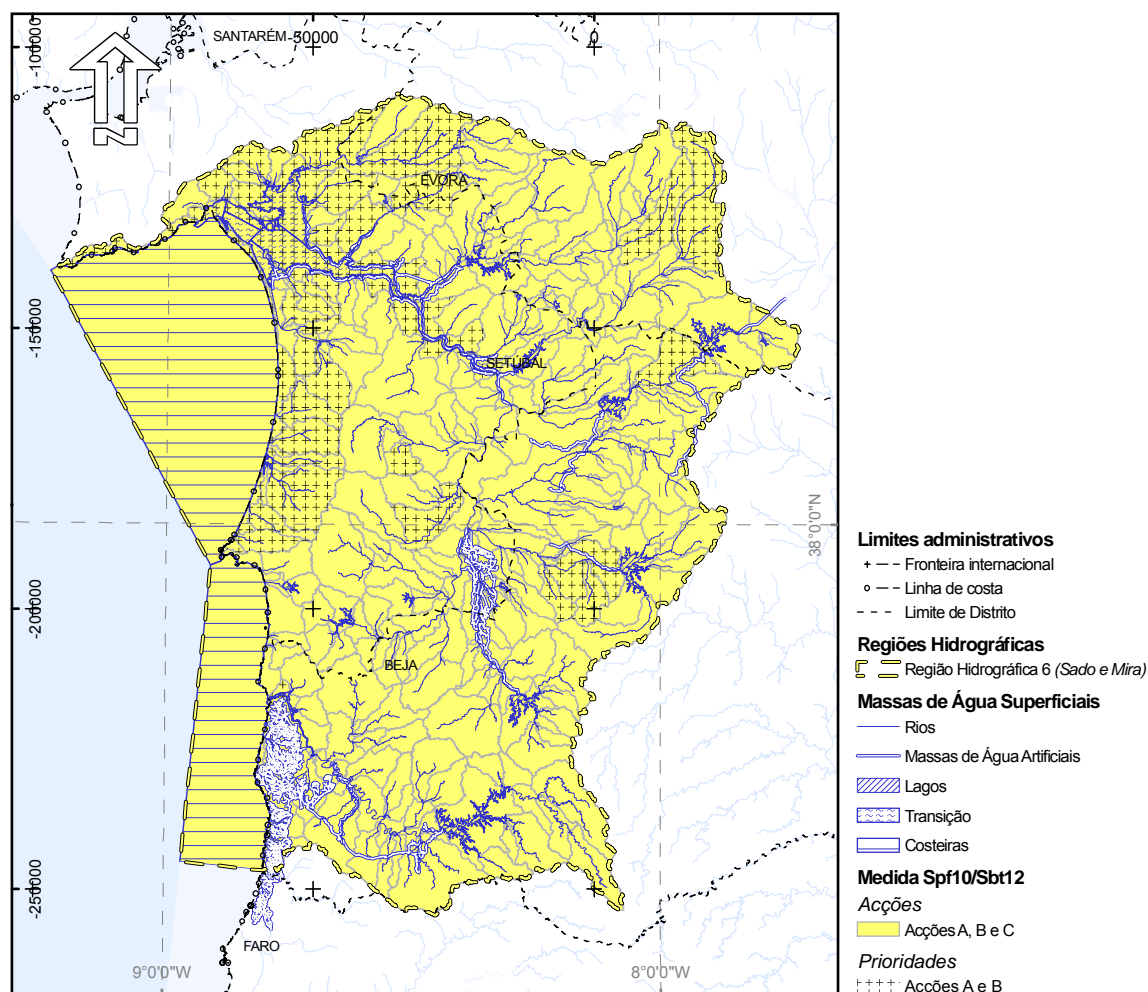 SANTARÉM
-50000
0
-100000
N
ÉVORA
-150000
SETÚBAL
38°0'0"N
-200000
BEJA
-250000
FARO
9°0'0"W
8°0'0"W
Limites administrativos
Fronteira internacional
Linha de costa
Limite de Distrito
Regiões Hidrográficas
Região Hidrográfica 6 (Sado e Mira)
Massas de Água Superficiais
Rios
Massas de Água Artificiais
Lagos
Transição
Costeiras
Medida Spf10/Sbt12
Acções
Acções A, B e C
Prioridades
Acções A e B